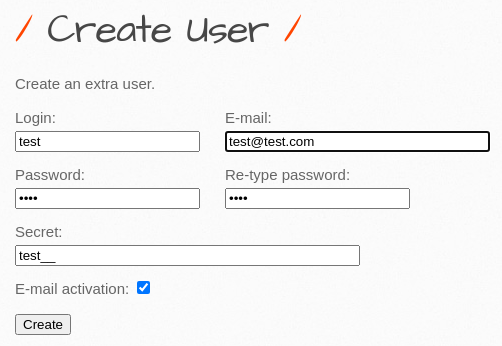 / Create User /
Create an extra user.
Login: E-mail:
test test@test.com
Password: Re-type password:
•••• ••••
Secret:
test__
E-mail activation:
Create